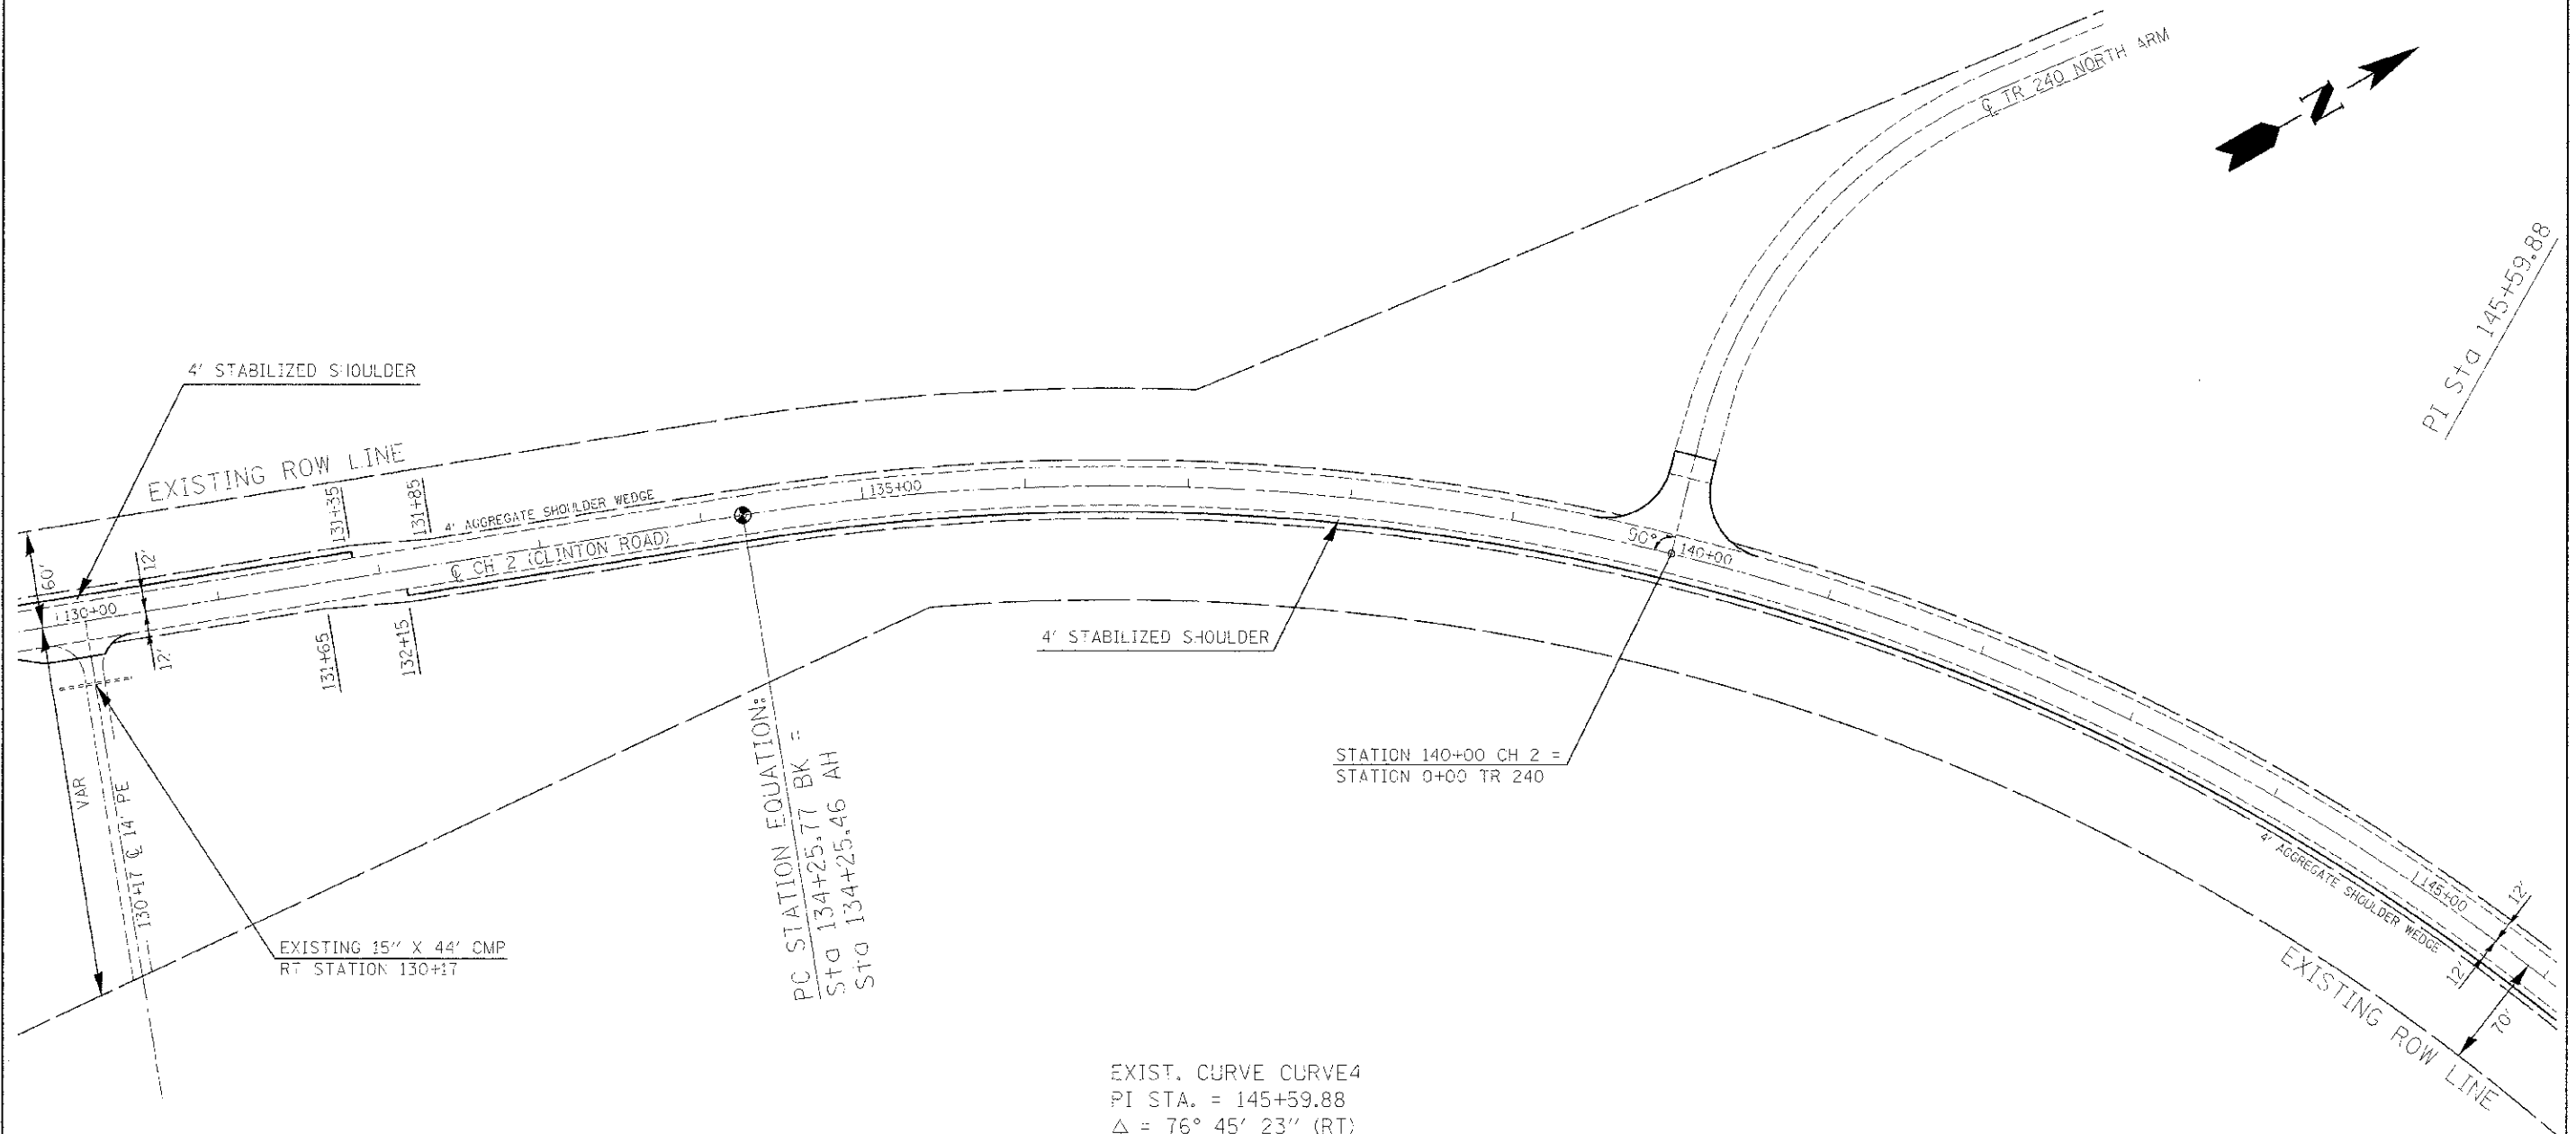 ℄ TR 240 NORTH ARM
N
PI Sta 145+59.88
4' STABILIZED SHOULDER
EXISTING ROW LINE
131+35
131+85
4' AGGREGATE SHOULDER WEDGE
135+00
℄ CH 2 (CLINTON ROAD)
60'
12'
130+00
12'
90°
140+00
131+65
132+15
4' STABILIZED SHOULDER
VAR
130+17 ℄ 14' PE
PC STATION EQUATION:
Sta 134+25.77 BK =
Sta 134+25.46 AH
STATION 140+00 CH 2 =
STATION 0+00 TR 240
EXISTING 15" X 44' CMP
RT STATION 130+17
4' AGGREGATE SHOULDER WEDGE
145+00
12'
12'
70'
EXISTING ROW LINE
EXIST. CURVE CURVE4
PI STA. = 145+59.88
Δ = 76° 45' 23" (RT)